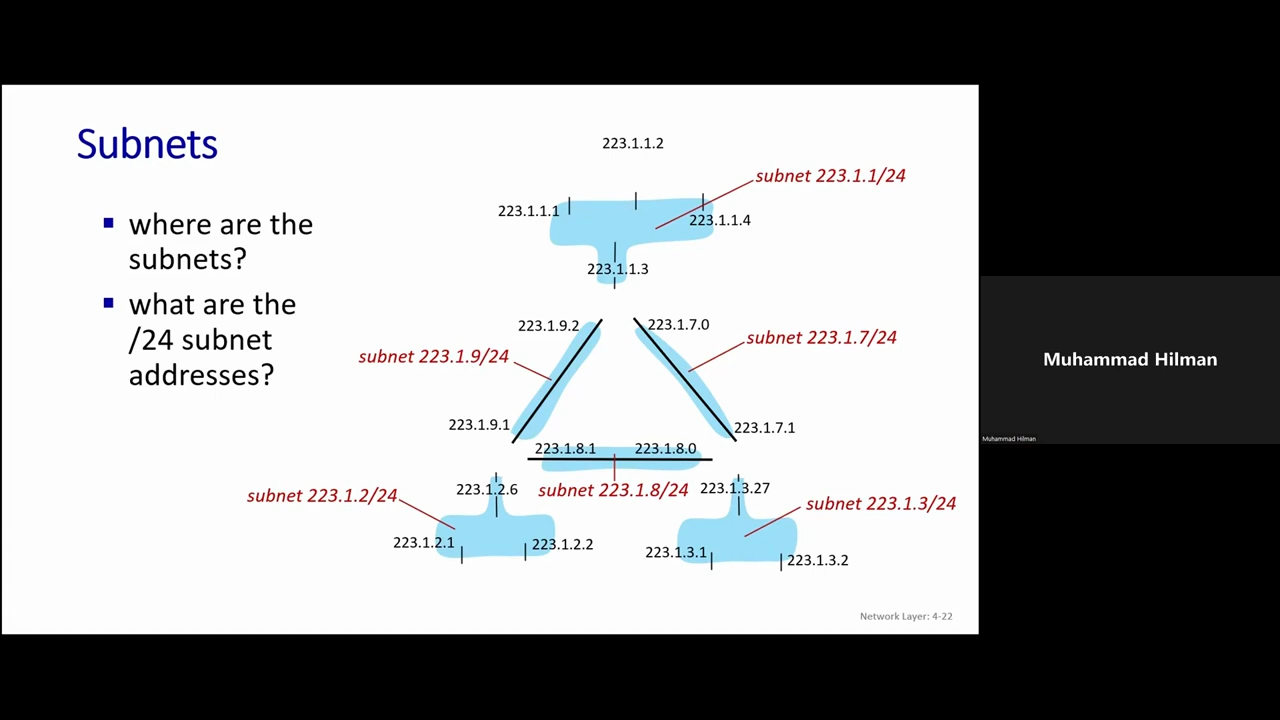 Subnets
where are the
subnets?
what are the
/24 subnet
addresses?
223.1.1.2
subnet 223.1.1/24
223.1.1.1
223.1.1.4
223.1.1.3
223.1.9.2
223.1.7.0
subnet 223.1.9/24
subnet 223.1.7/24
223.1.9.1
223.1.7.1
223.1.8.1
223.1.8.0
subnet 223.1.2/24
223.1.2.6
subnet 223.1.8/24
223.1.3.27
subnet 223.1.3/24
223.1.2.1
223.1.2.2
223.1.3.1
223.1.3.2
Network Layer: 4-22
Muhammad Hilman
Muhammad Hilman